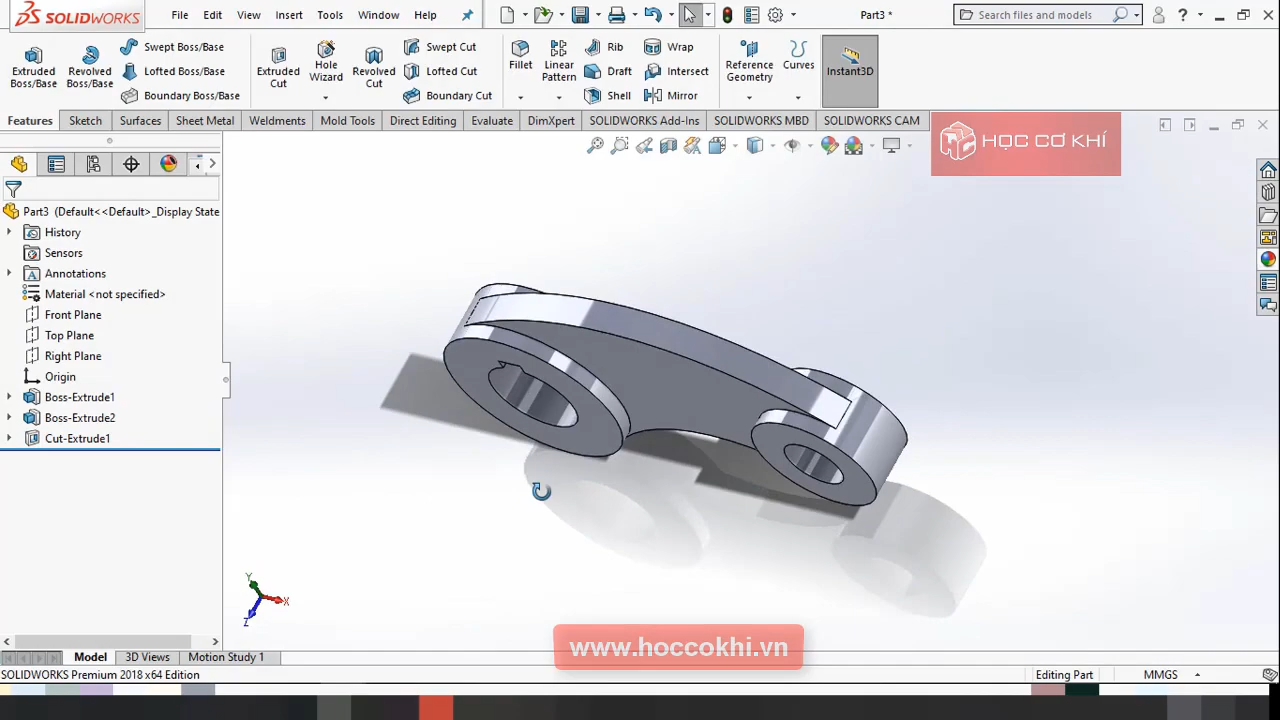 SOLIDWORKS
File Edit View Insert Tools Window Help
Part3 *
Search files and models
Extruded Boss/Base
Revolved Boss/Base
Swept Boss/Base
Lofted Boss/Base
Boundary Boss/Base
Extruded Cut
Hole Wizard
Revolved Cut
Swept Cut
Lofted Cut
Boundary Cut
Fillet
Linear Pattern
Rib
Draft
Shell
Wrap
Intersect
Mirror
Reference Geometry
Curves
Instant3D
Features Sketch Surfaces Sheet Metal Weldments Mold Tools Direct Editing Evaluate DimXpert SOLIDWORKS Add-Ins SOLIDWORKS MBD SOLIDWORKS CAM
HỌC CƠ KHÍ
Part3 (Default<<Default>_Display State
History
Sensors
Annotations
Material <not specified>
Front Plane
Top Plane
Right Plane
Origin
Boss-Extrude1
Boss-Extrude2
Cut-Extrude1
Y
X
Z
www.hoccokhi.vn
Model 3D Views Motion Study 1
SOLIDWORKS Premium 2018 x64 Edition
Editing Part
MMGS